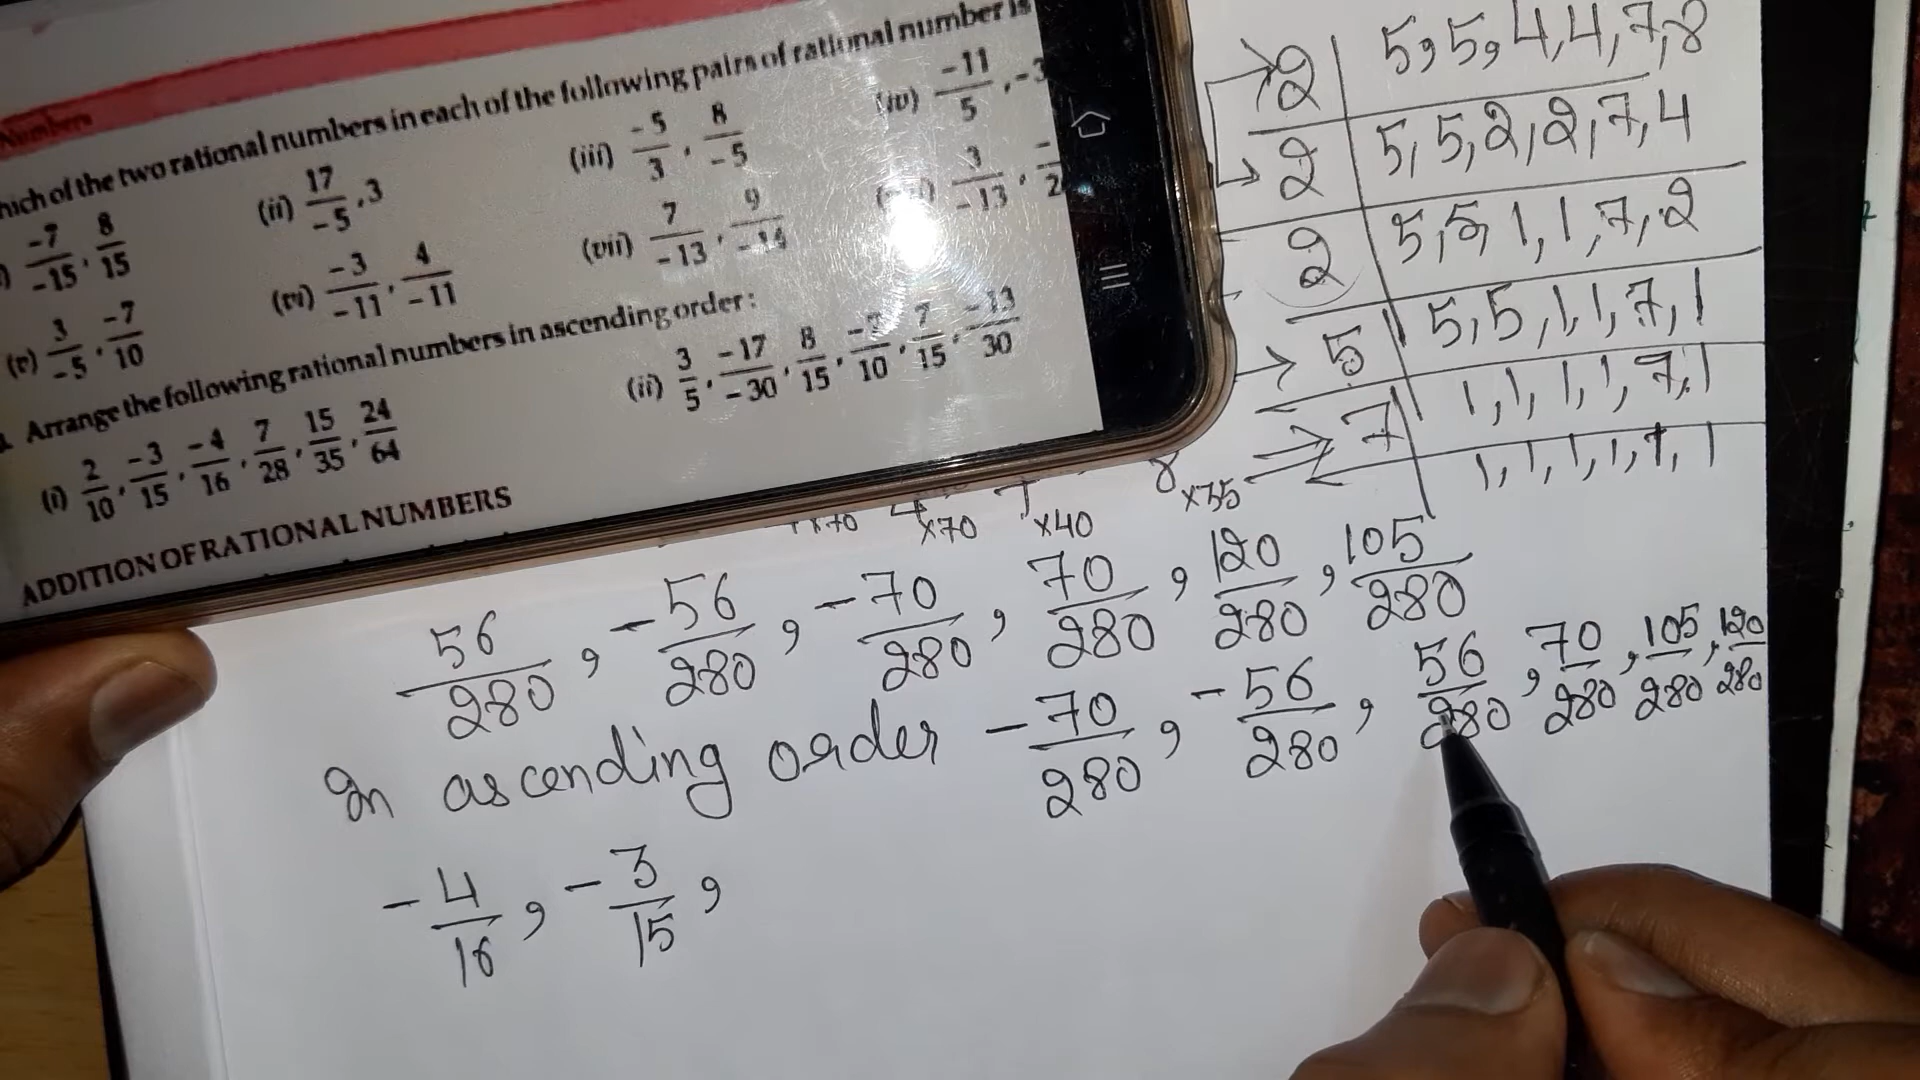 Numbers
hich of the two rational numbers in each of the following pairs of rational number is
-7/-15, 8/15 (ii) 17/-5, 3 (iii) -5/3, 8/-5 (iv) -11/5, -3
(v) 3/-5, -7/10 (vi) -3/-11, 4/-11 (vii) 7/-13, 9/-14 3/-13,
Arrange the following rational numbers in ascending order:
(i) 2/10, -3/15, -4/16, 7/28, 15/35, 24/64 (ii) 3/5, -17/-30, 8/15, -7/10, 7/15, -13/30
ADDITION OF RATIONAL NUMBERS
2 | 5, 5, 4, 4, 7, 8
2 | 5, 5, 2, 2, 7, 4
2 | 5, 5, 1, 1, 7, 2
5 | 5, 5, 1, 1, 7, 1
7 | 1, 1, 1, 1, 7, 1
1, 1, 1, 1, 1, 1
×70 ×70 ×40 8 ×35
56/280, -56/280, -70/280, 70/280, 120/280, 105/280
In ascending order -70/280, -56/280, 56/280, 70/280, 105/280, 120/280
-4/16, -3/15,